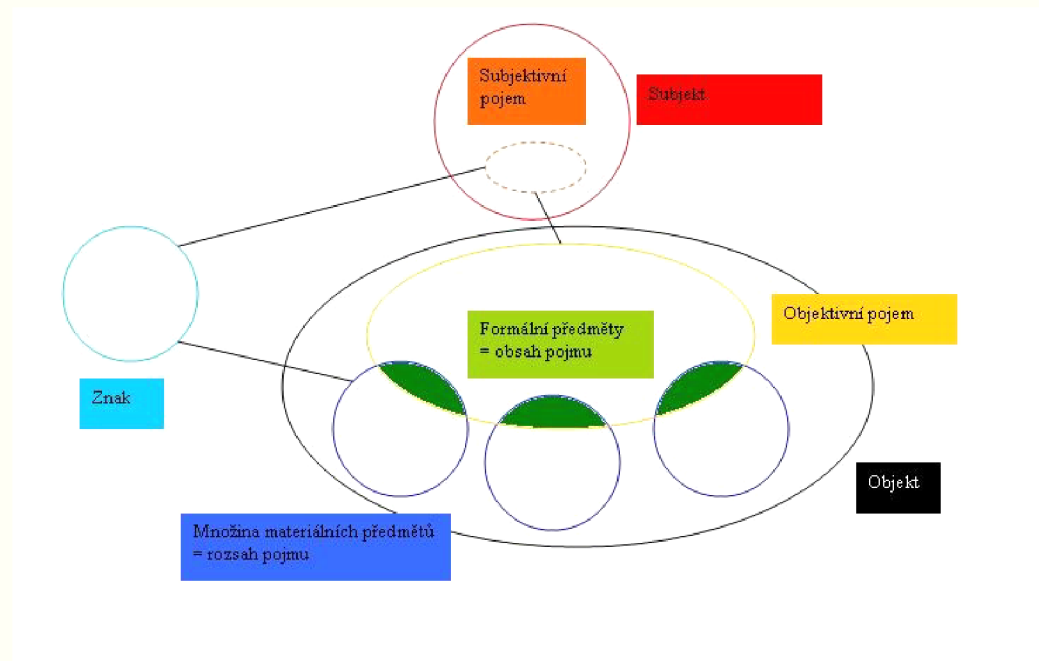 Subjektivní
pojem
Subjekt
Objektivní pojem
Formální předměty
= obsah pojmu
Znak
Objekt
Množina materiálních předmětů
= rozsah pojmu